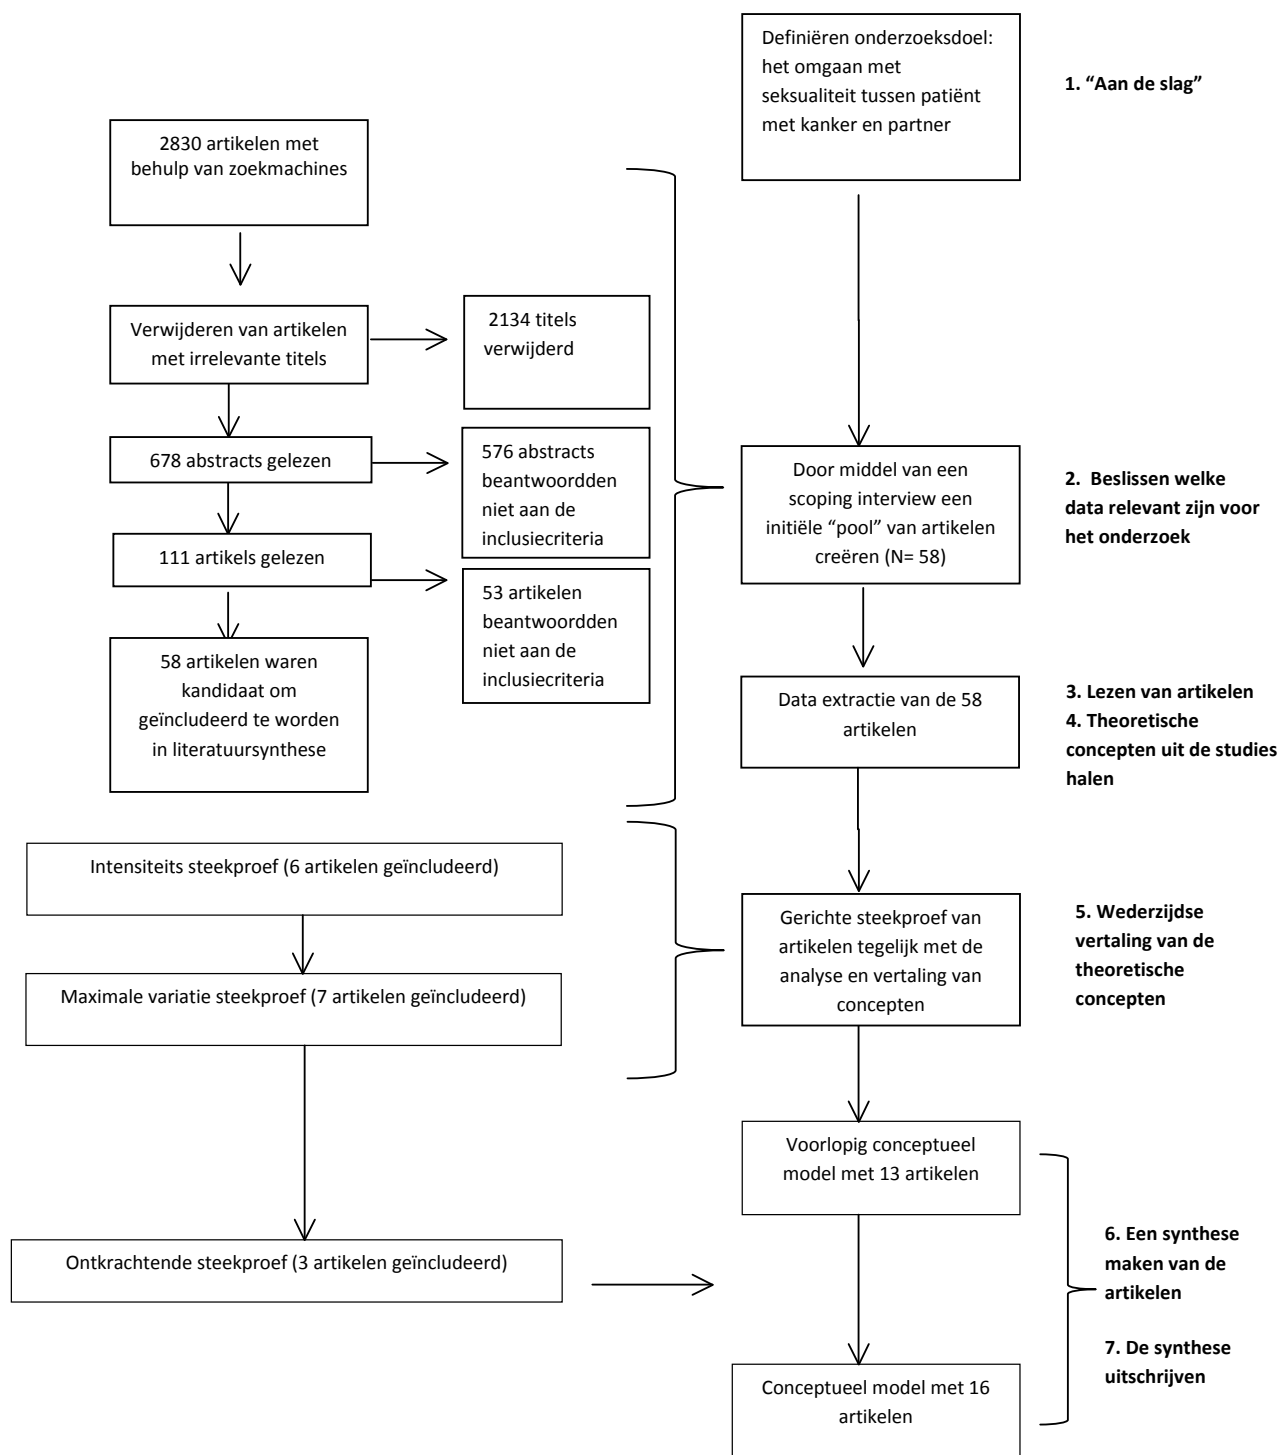 2830 artikelen met
behulp van zoekmachines
Verwijderen van artikelen
met irrelevante titels
2134 titels
verwijderd
678 abstracts gelezen
576 abstracts
beantwoordden
niet aan de
inclusiecriteria
111 artikels gelezen
53 artikelen
beantwoordden
niet aan de
inclusiecriteria
58 artikelen waren
kandidaat om
geïncludeerd te worden
in literatuursynthese
Intensiteits steekproef (6 artikelen geïncludeerd)
Maximale variatie steekproef (7 artikelen geïncludeerd)
Ontkrachtende steekproef (3 artikelen geïncludeerd)
Definiëren onderzoeksdoel:
het omgaan met
seksualiteit tussen patiënt
met kanker en partner
Door middel van een
scoping interview een
initiële “pool” van artikelen
creëren (N= 58)
Data extractie van de 58
artikelen
Gerichte steekproef van
artikelen tegelijk met de
analyse en vertaling van
concepten
Voorlopig conceptueel
model met 13 artikelen
Conceptueel model met 16
artikelen
1. “Aan de slag”
2. Beslissen welke
data relevant zijn voor
het onderzoek
3. Lezen van artikelen
4. Theoretische
concepten uit de studies
halen
5. Wederzijdse
vertaling van de
theoretische
concepten
6. Een synthese
maken van de
artikelen
7. De synthese
uitschrijven